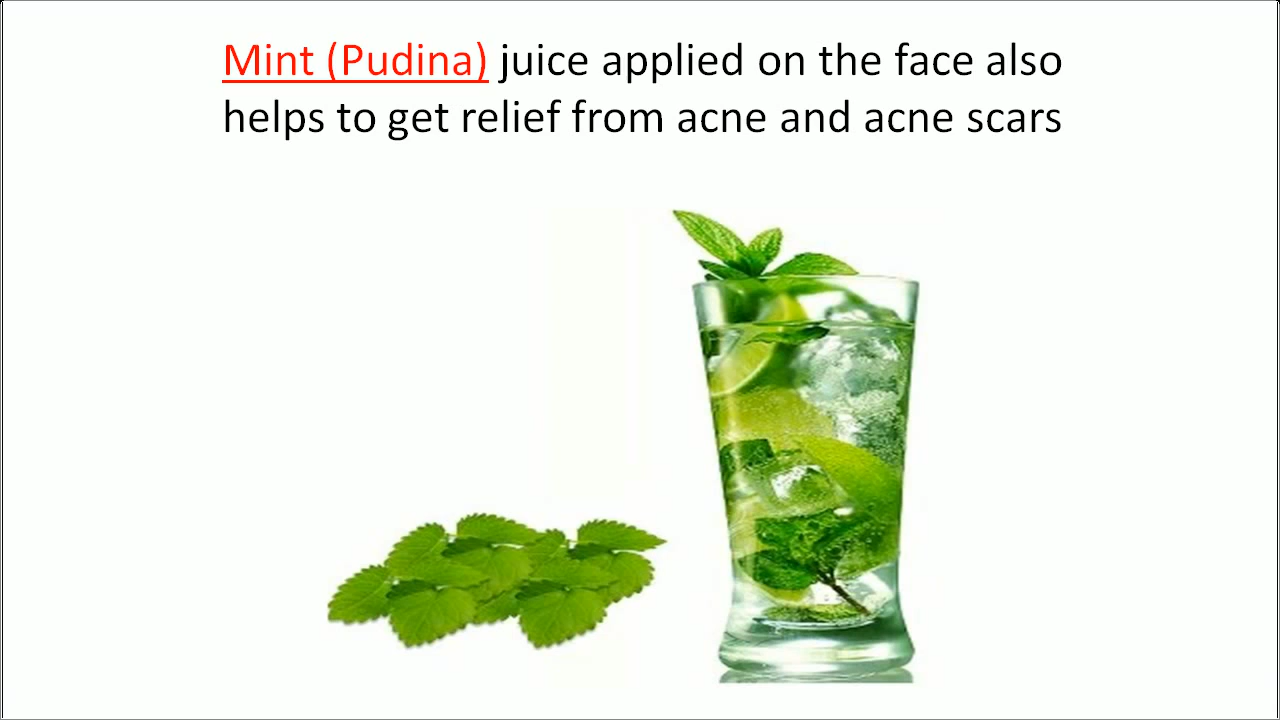 Mint (Pudina) juice applied on the face also
helps to get relief from acne and acne scars